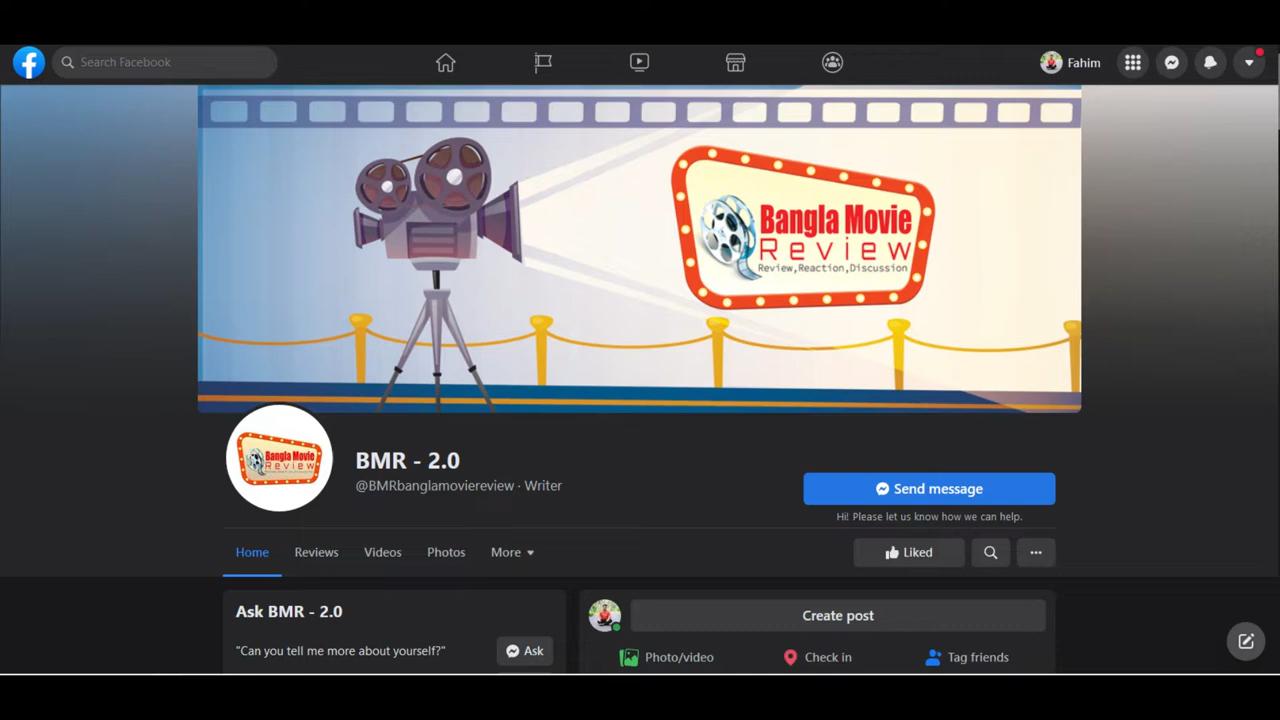 Search Facebook
Fahim
Bangla Movie
Review
Review,Reaction,Discussion
Bangla Movie
Review
BMR - 2.0
@BMRbanglamoviereview · Writer
Send message
Hi! Please let us know how we can help.
Home Reviews Videos Photos More
Liked
Ask BMR - 2.0
"Can you tell me more about yourself?"
Ask
Create post
Photo/video Check in Tag friends